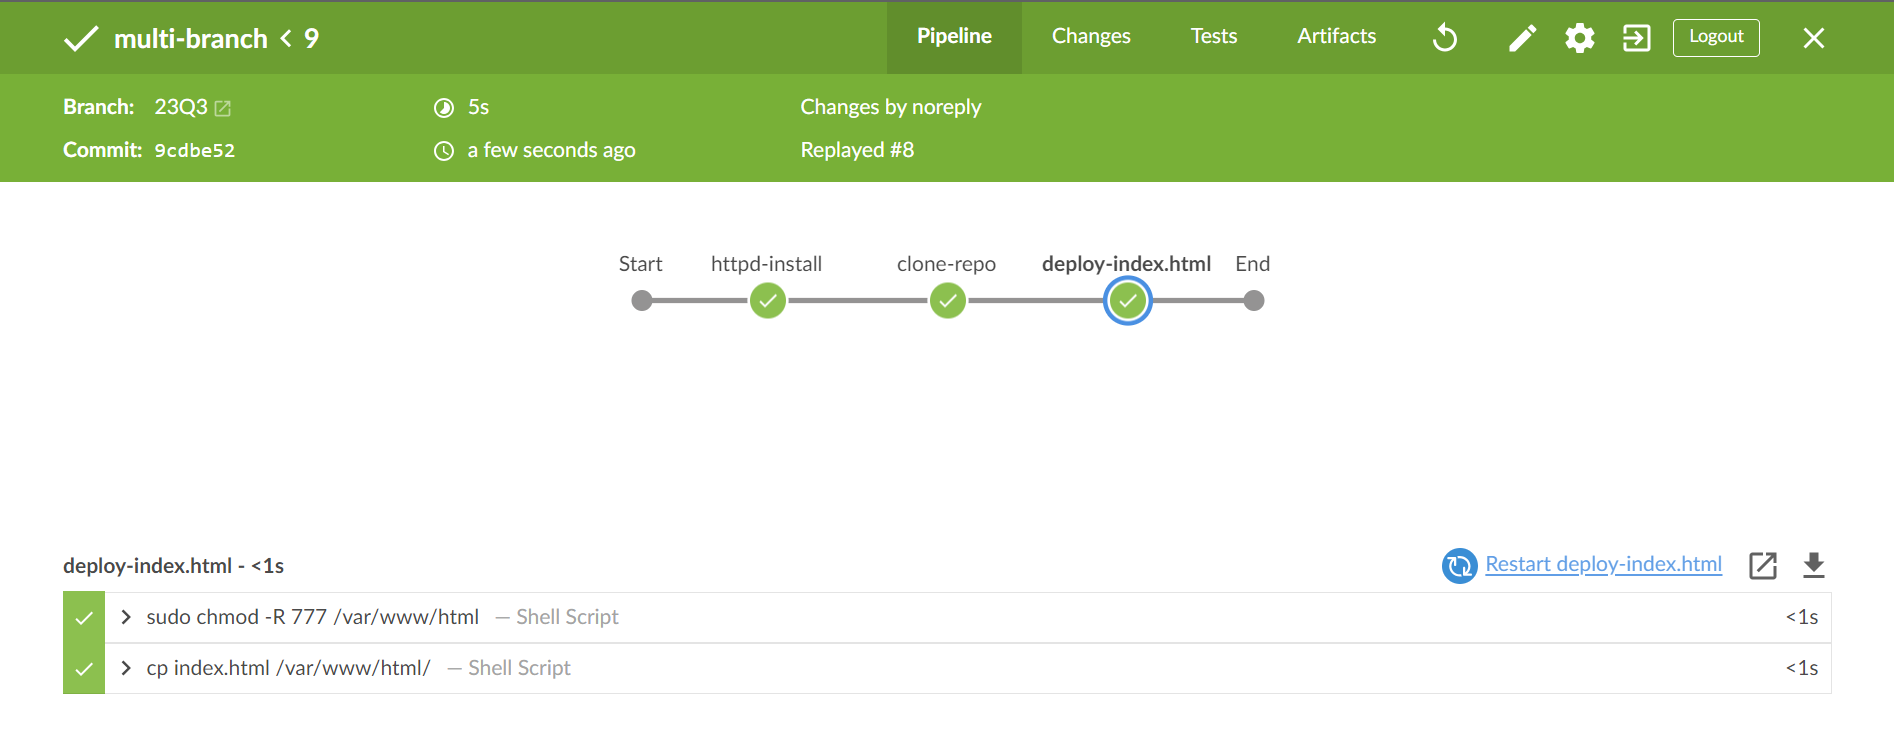 multi-branch < 9
Pipeline Changes Tests Artifacts Logout
Branch: 23Q3 5s Changes by noreply
Commit: 9cdbe52 a few seconds ago Replayed #8
Start httpd-install clone-repo deploy-index.html End
deploy-index.html - <1s Restart deploy-index.html
sudo chmod -R 777 /var/www/html — Shell Script <1s
cp index.html /var/www/html/ — Shell Script <1s